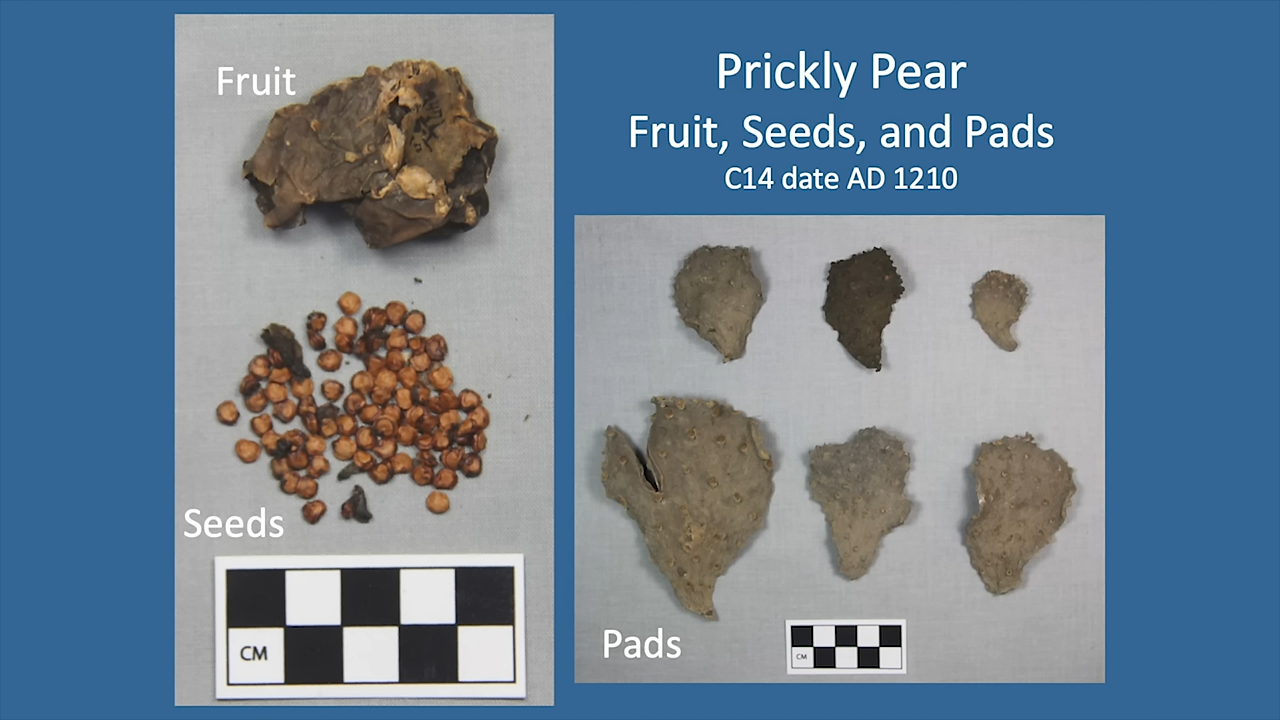 Fruit
Seeds
CM
Prickly Pear
Fruit, Seeds, and Pads
C14 date AD 1210
Pads
CM